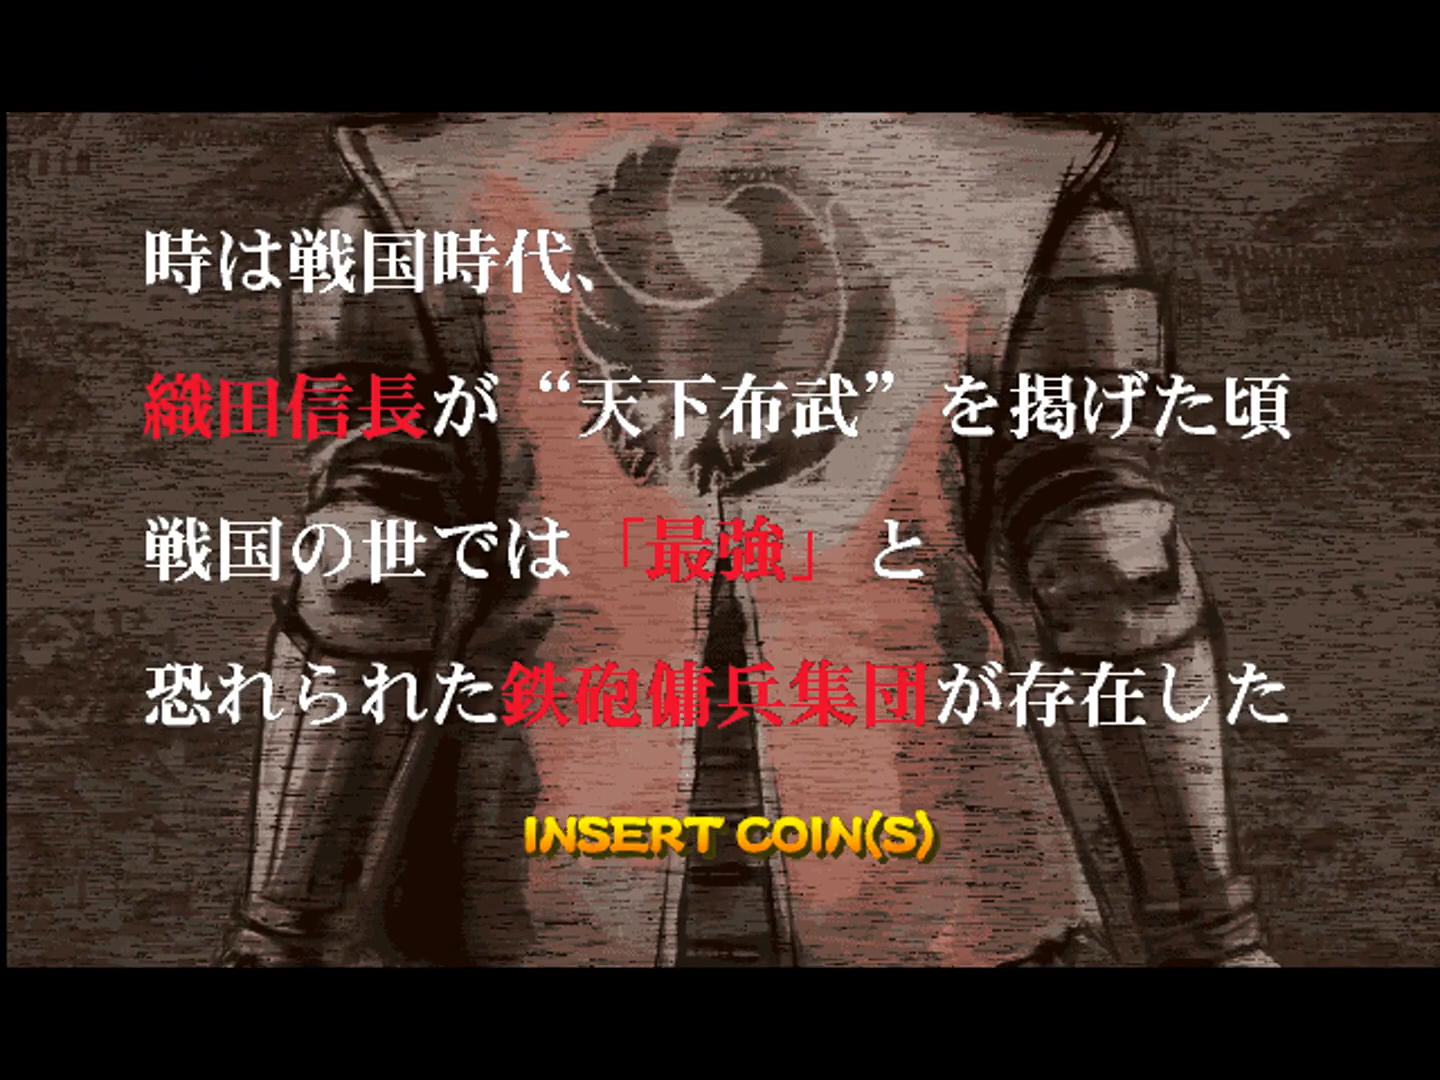 時は戦国時代、
織田信長が“天下布武”を掲げた頃
戦国の世では「最強」と
恐れられた鉄砲傭兵集団が存在した
INSERT COIN(S)